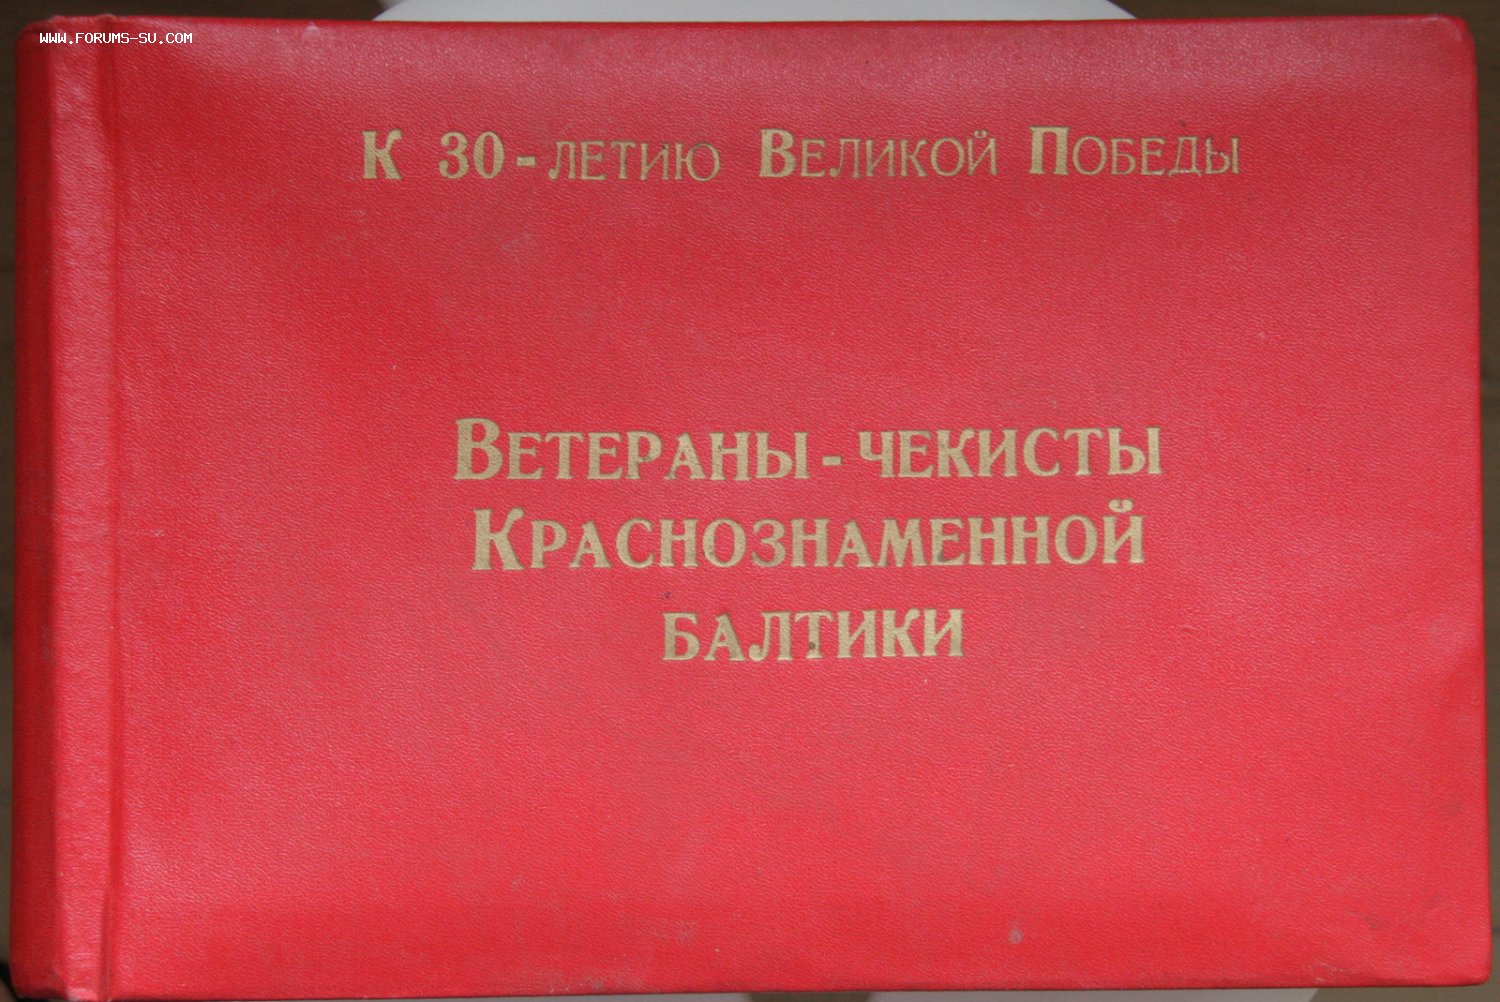 WWW.FORUMS-SU.COM
К 30-ЛЕТИЮ ВЕЛИКОЙ ПОБЕДЫ
ВЕТЕРАНЫ-ЧЕКИСТЫ
КРАСНОЗНАМЕННОЙ
БАЛТИКИ